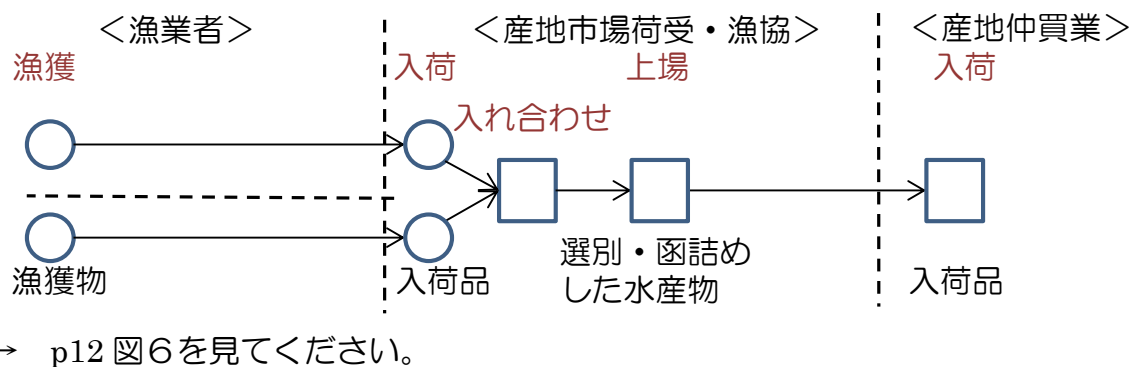 ＜漁業者＞
＜産地市場荷受・漁協＞
＜産地仲買業＞
漁獲
入荷
上場
入荷
入れ合わせ
漁獲物
入荷品
選別・函詰め
した水産物
入荷品
→ p12 図６を見てください。